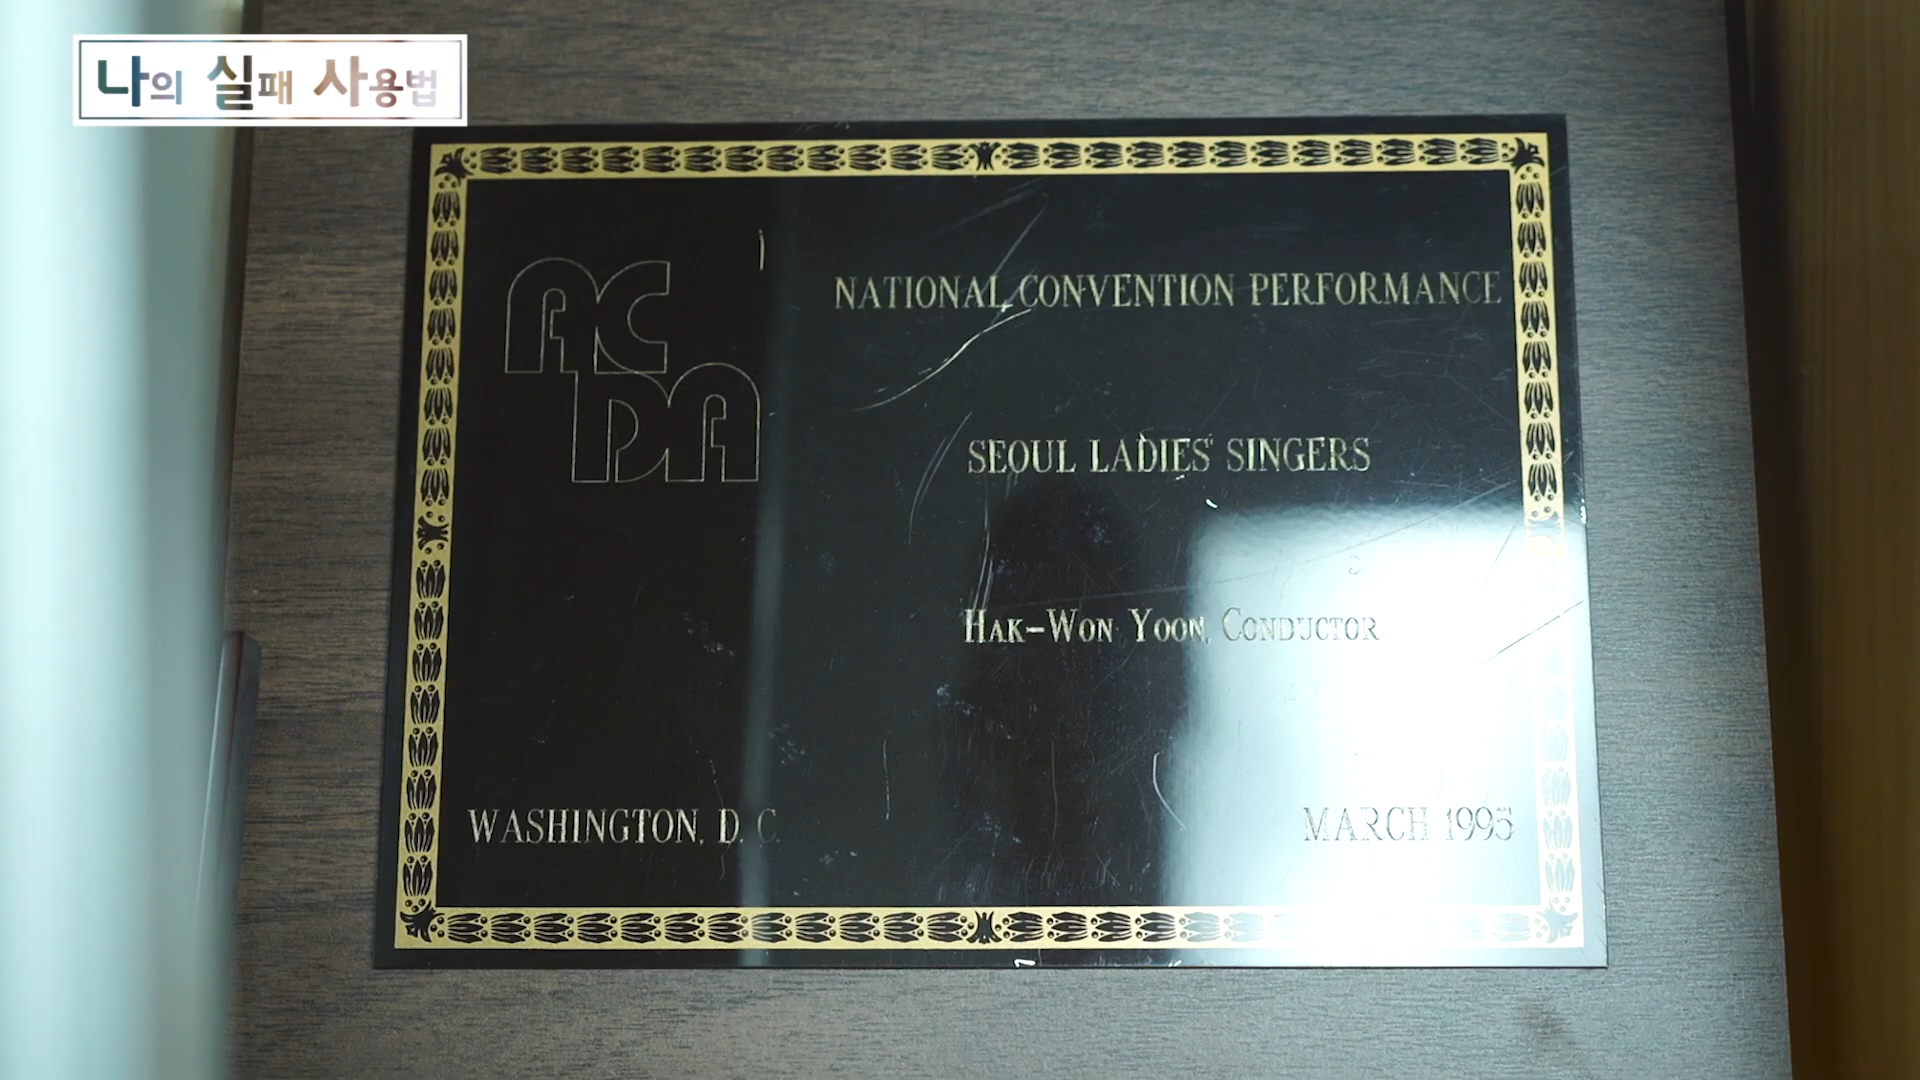 나의 실패 사용법
ACDA
NATIONAL CONVENTION PERFORMANCE
SEOUL LADIES' SINGERS
HAK-WON YOON, CONDUCTOR
WASHINGTON, D. C.
MARCH 1995